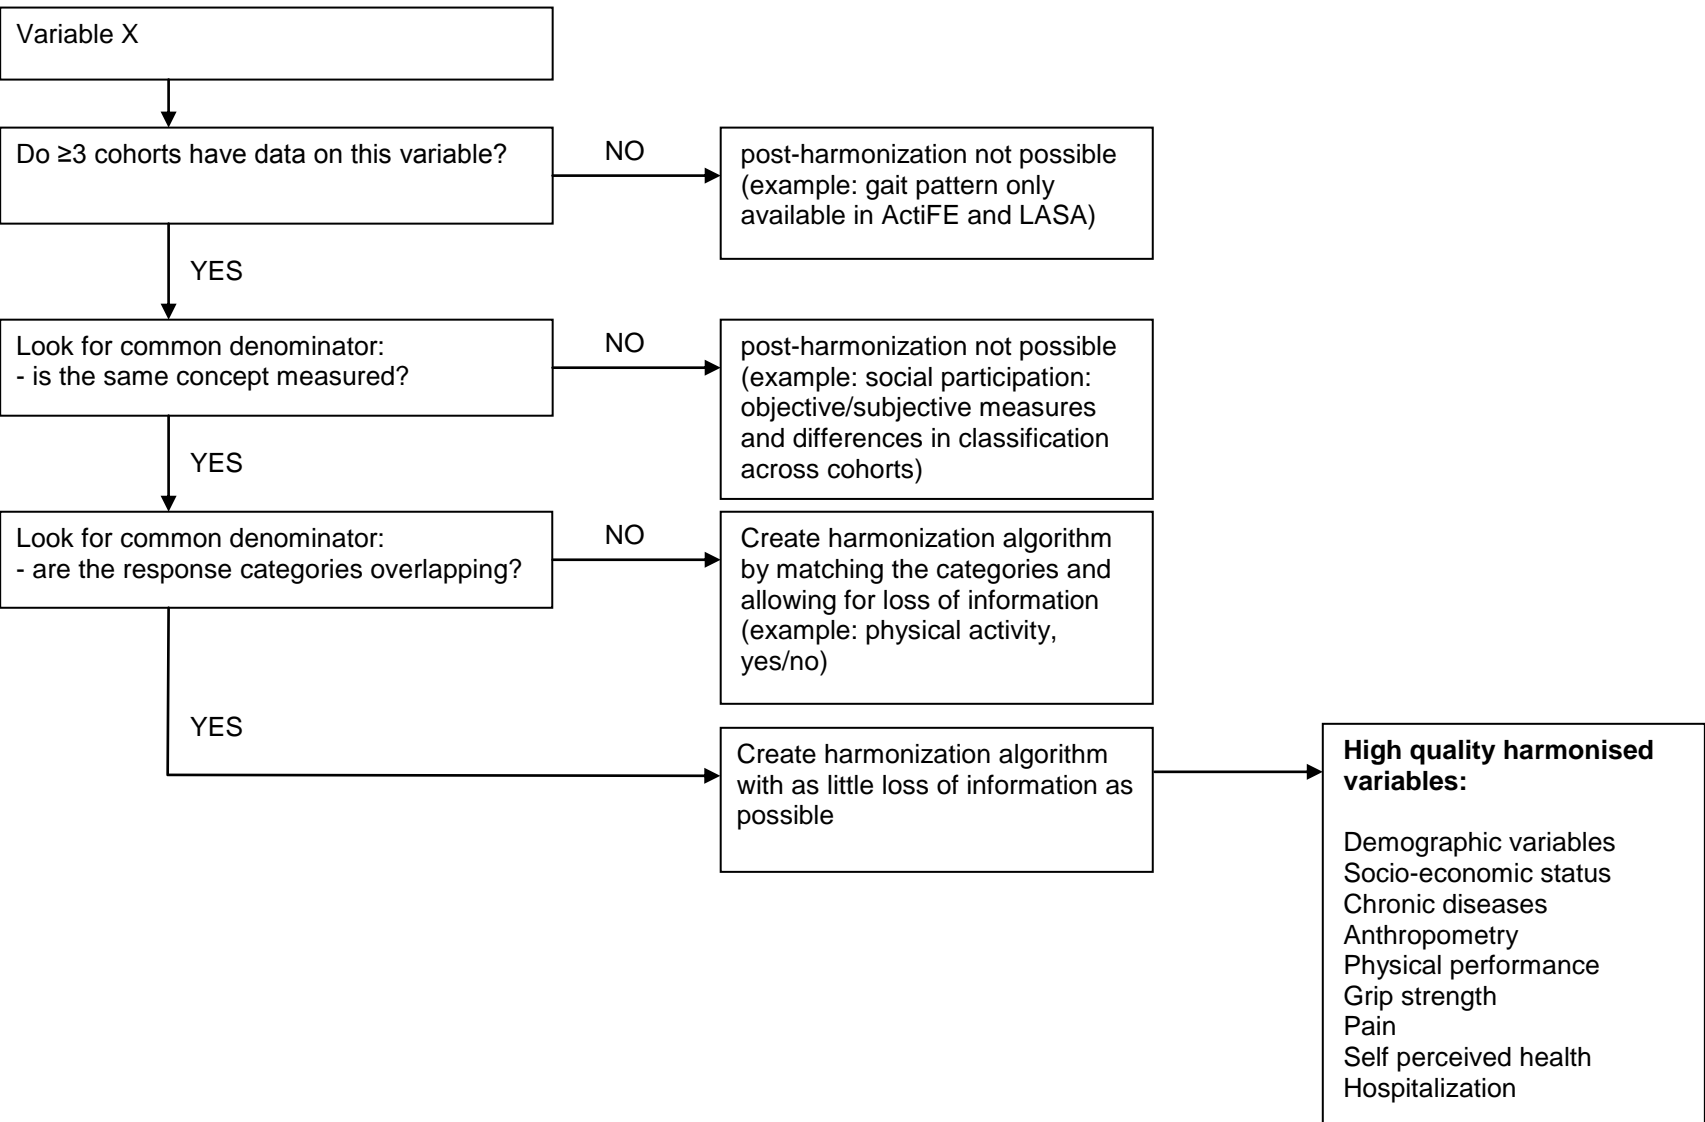 Variable X
Do ≥3 cohorts have data on this variable?
NO
post-harmonization not possible
(example: gait pattern only
available in ActiFE and LASA)
YES
Look for common denominator:
- is the same concept measured?
NO
post-harmonization not possible
(example: social participation:
objective/subjective measures
and differences in classification
across cohorts)
YES
Look for common denominator:
- are the response categories overlapping?
NO
Create harmonization algorithm
by matching the categories and
allowing for loss of information
(example: physical activity,
yes/no)
YES
Create harmonization algorithm
with as little loss of information as
possible
High quality harmonised
variables:
Demographic variables
Socio-economic status
Chronic diseases
Anthropometry
Physical performance
Grip strength
Pain
Self perceived health
Hospitalization